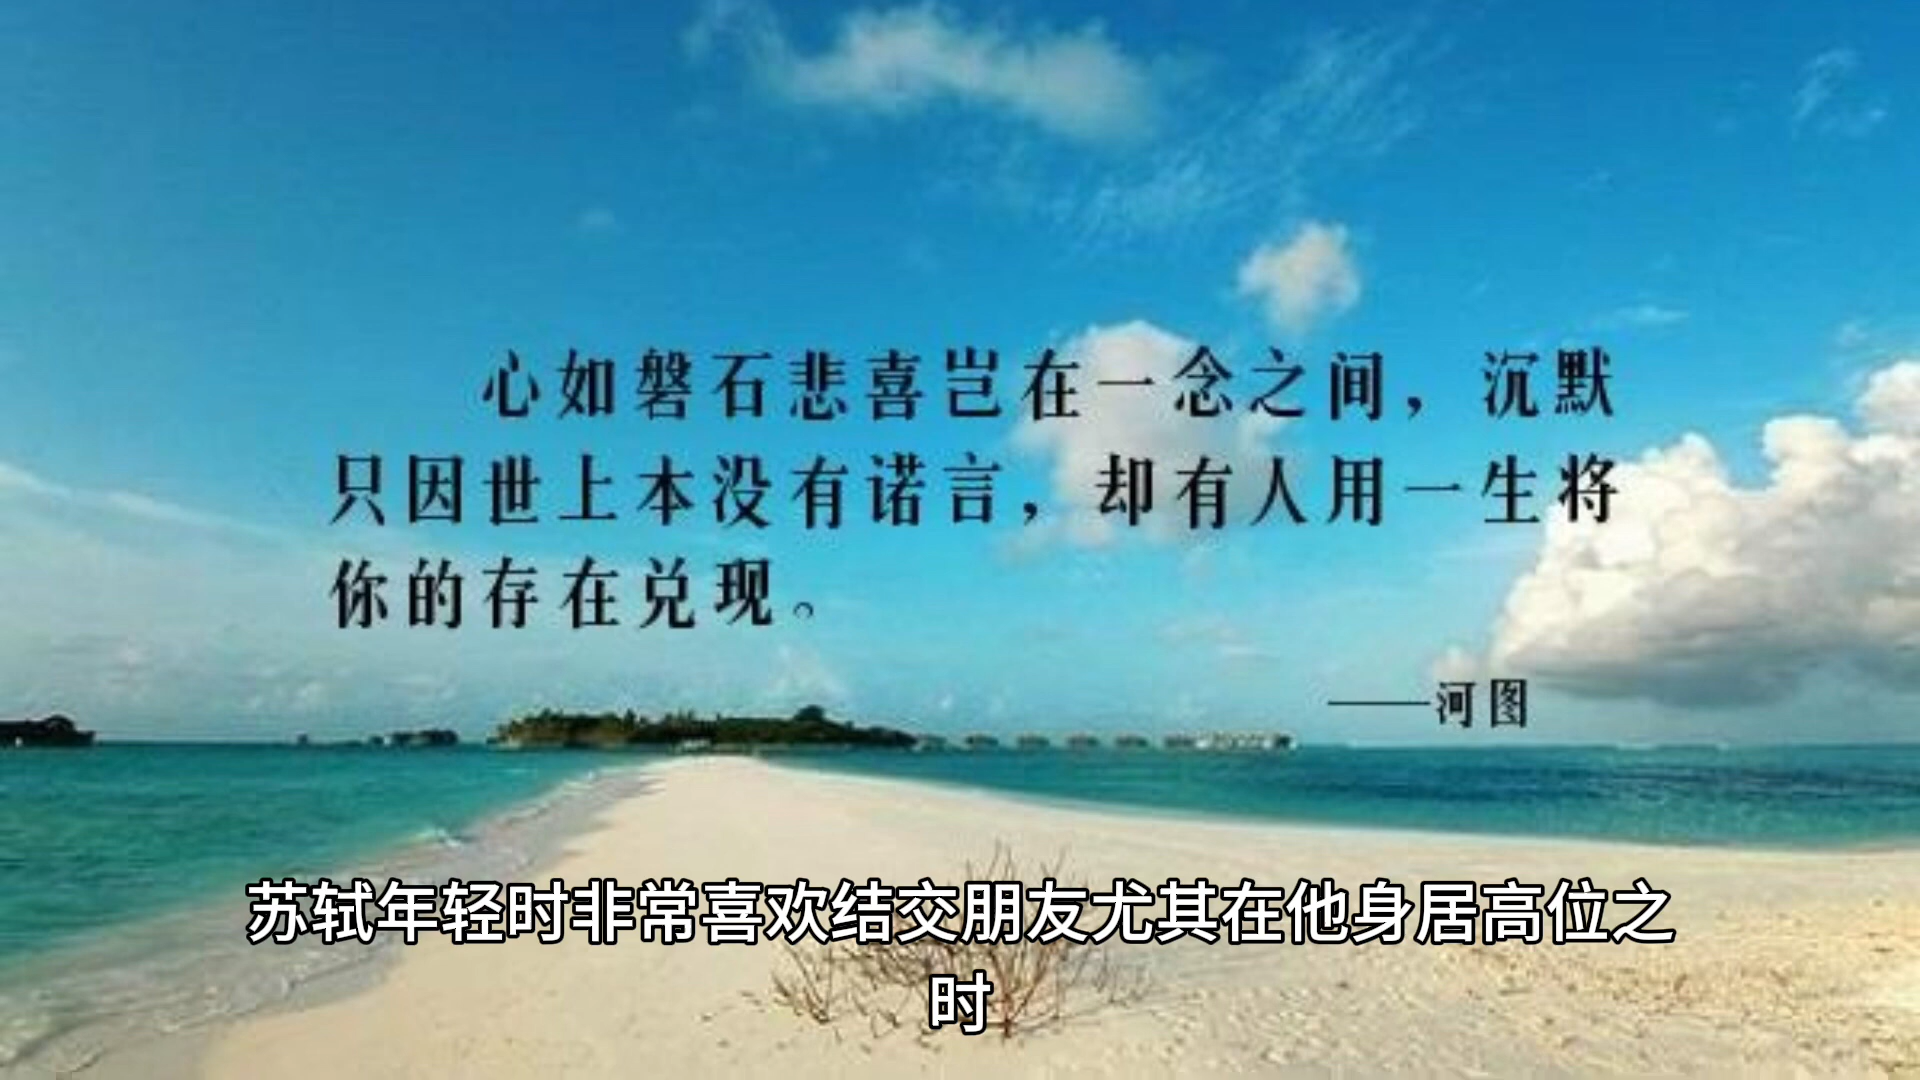 心如磐石悲喜岂在一念之间，沉默
只因世上本没有诺言，却有人用一生将
你的存在兑现。
——河图
苏轼年轻时非常喜欢结交朋友尤其在他身居高位之
时